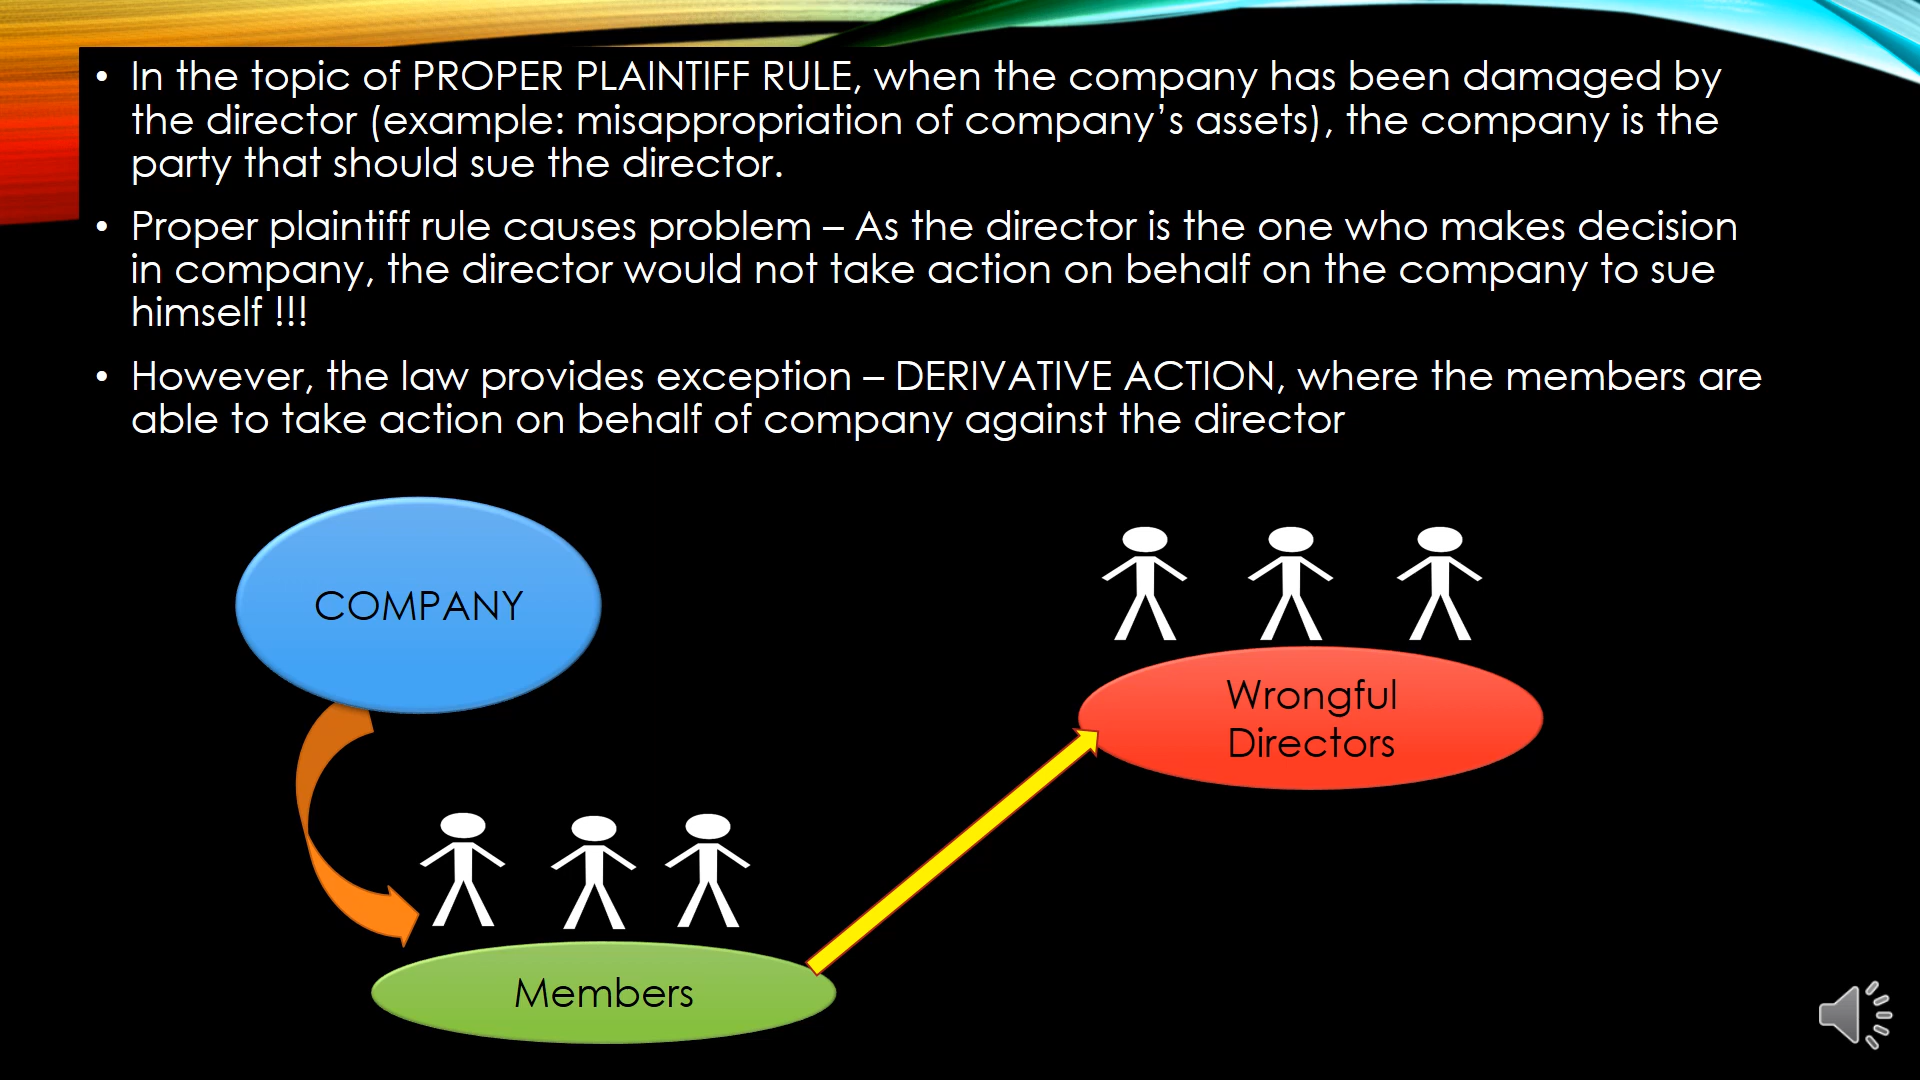 • In the topic of PROPER PLAINTIFF RULE, when the company has been damaged by
the director (example: misappropriation of company’s assets), the company is the
party that should sue the director.
• Proper plaintiff rule causes problem – As the director is the one who makes decision
in company, the director would not take action on behalf on the company to sue
himself !!!
• However, the law provides exception – DERIVATIVE ACTION, where the members are
able to take action on behalf of company against the director
COMPANY
Wrongful
Directors
Members